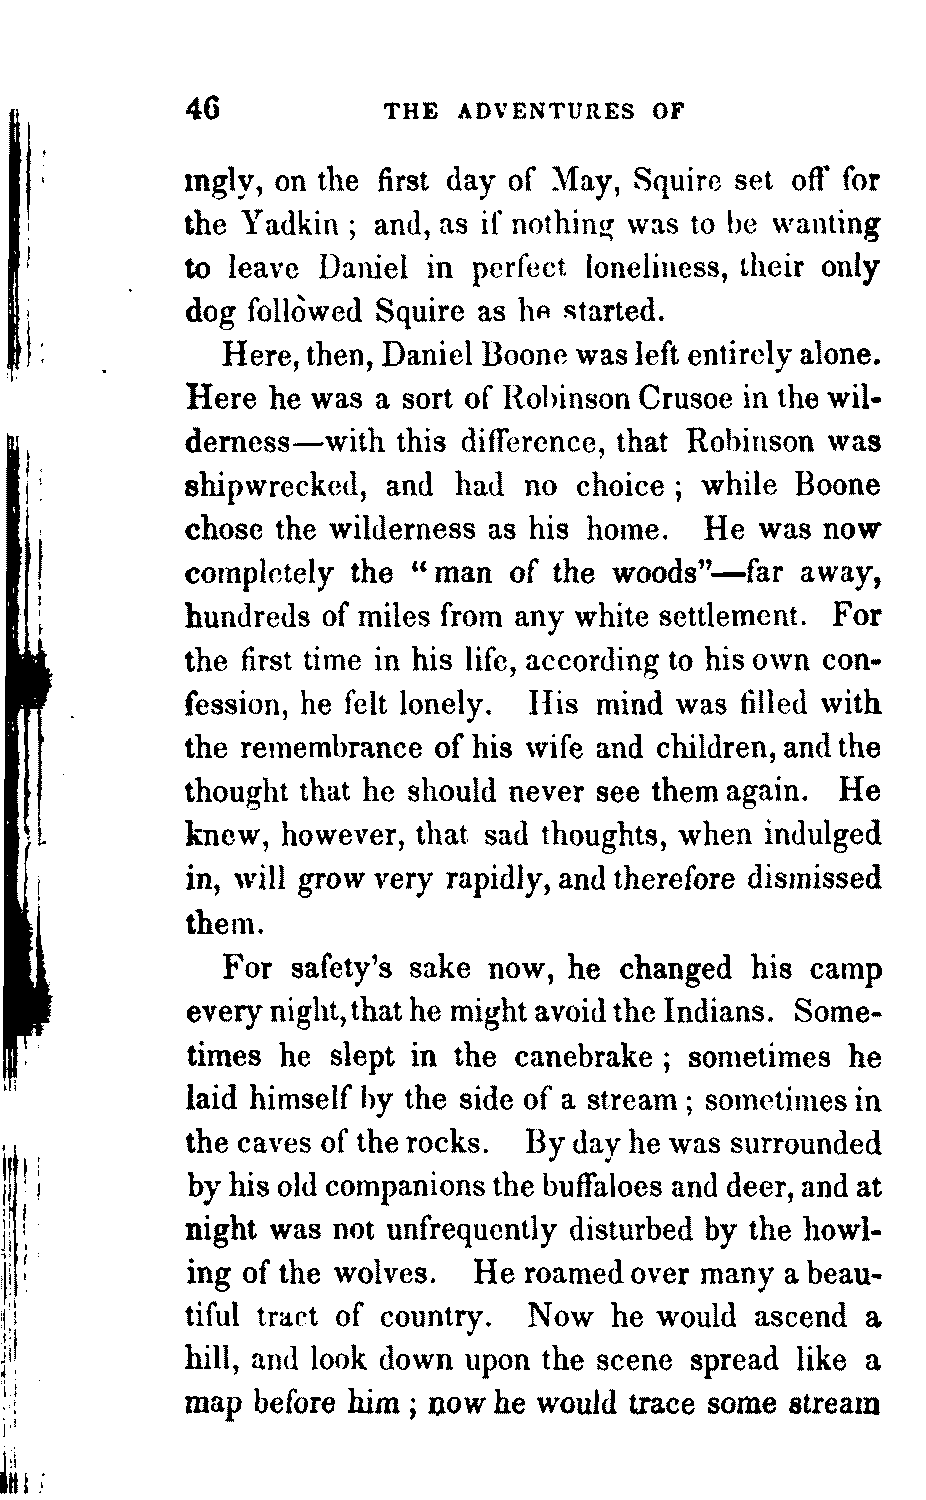 46 THE ADVENTURES OF
ingly, on the first day of May, Squire set off for
the Yadkin ; and, as if nothing was to be wanting
to leave Daniel in perfect loneliness, their only
dog followed Squire as he started.
Here, then, Daniel Boone was left entirely alone.
Here he was a sort of Robinson Crusoe in the wil-
derness—with this difference, that Robinson was
shipwrecked, and had no choice ; while Boone
chose the wilderness as his home. He was now
completely the “ man of the woods”—far away,
hundreds of miles from any white settlement. For
the first time in his life, according to his own con-
fession, he felt lonely. His mind was filled with
the remembrance of his wife and children, and the
thought that he should never see them again. He
knew, however, that sad thoughts, when indulged
in, will grow very rapidly, and therefore dismissed
them.
For safety’s sake now, he changed his camp
every night, that he might avoid the Indians. Some-
times he slept in the canebrake ; sometimes he
laid himself by the side of a stream ; sometimes in
the caves of the rocks. By day he was surrounded
by his old companions the buffaloes and deer, and at
night was not unfrequently disturbed by the howl-
ing of the wolves. He roamed over many a beau-
tiful tract of country. Now he would ascend a
hill, and look down upon the scene spread like a
map before him ; now he would trace some stream